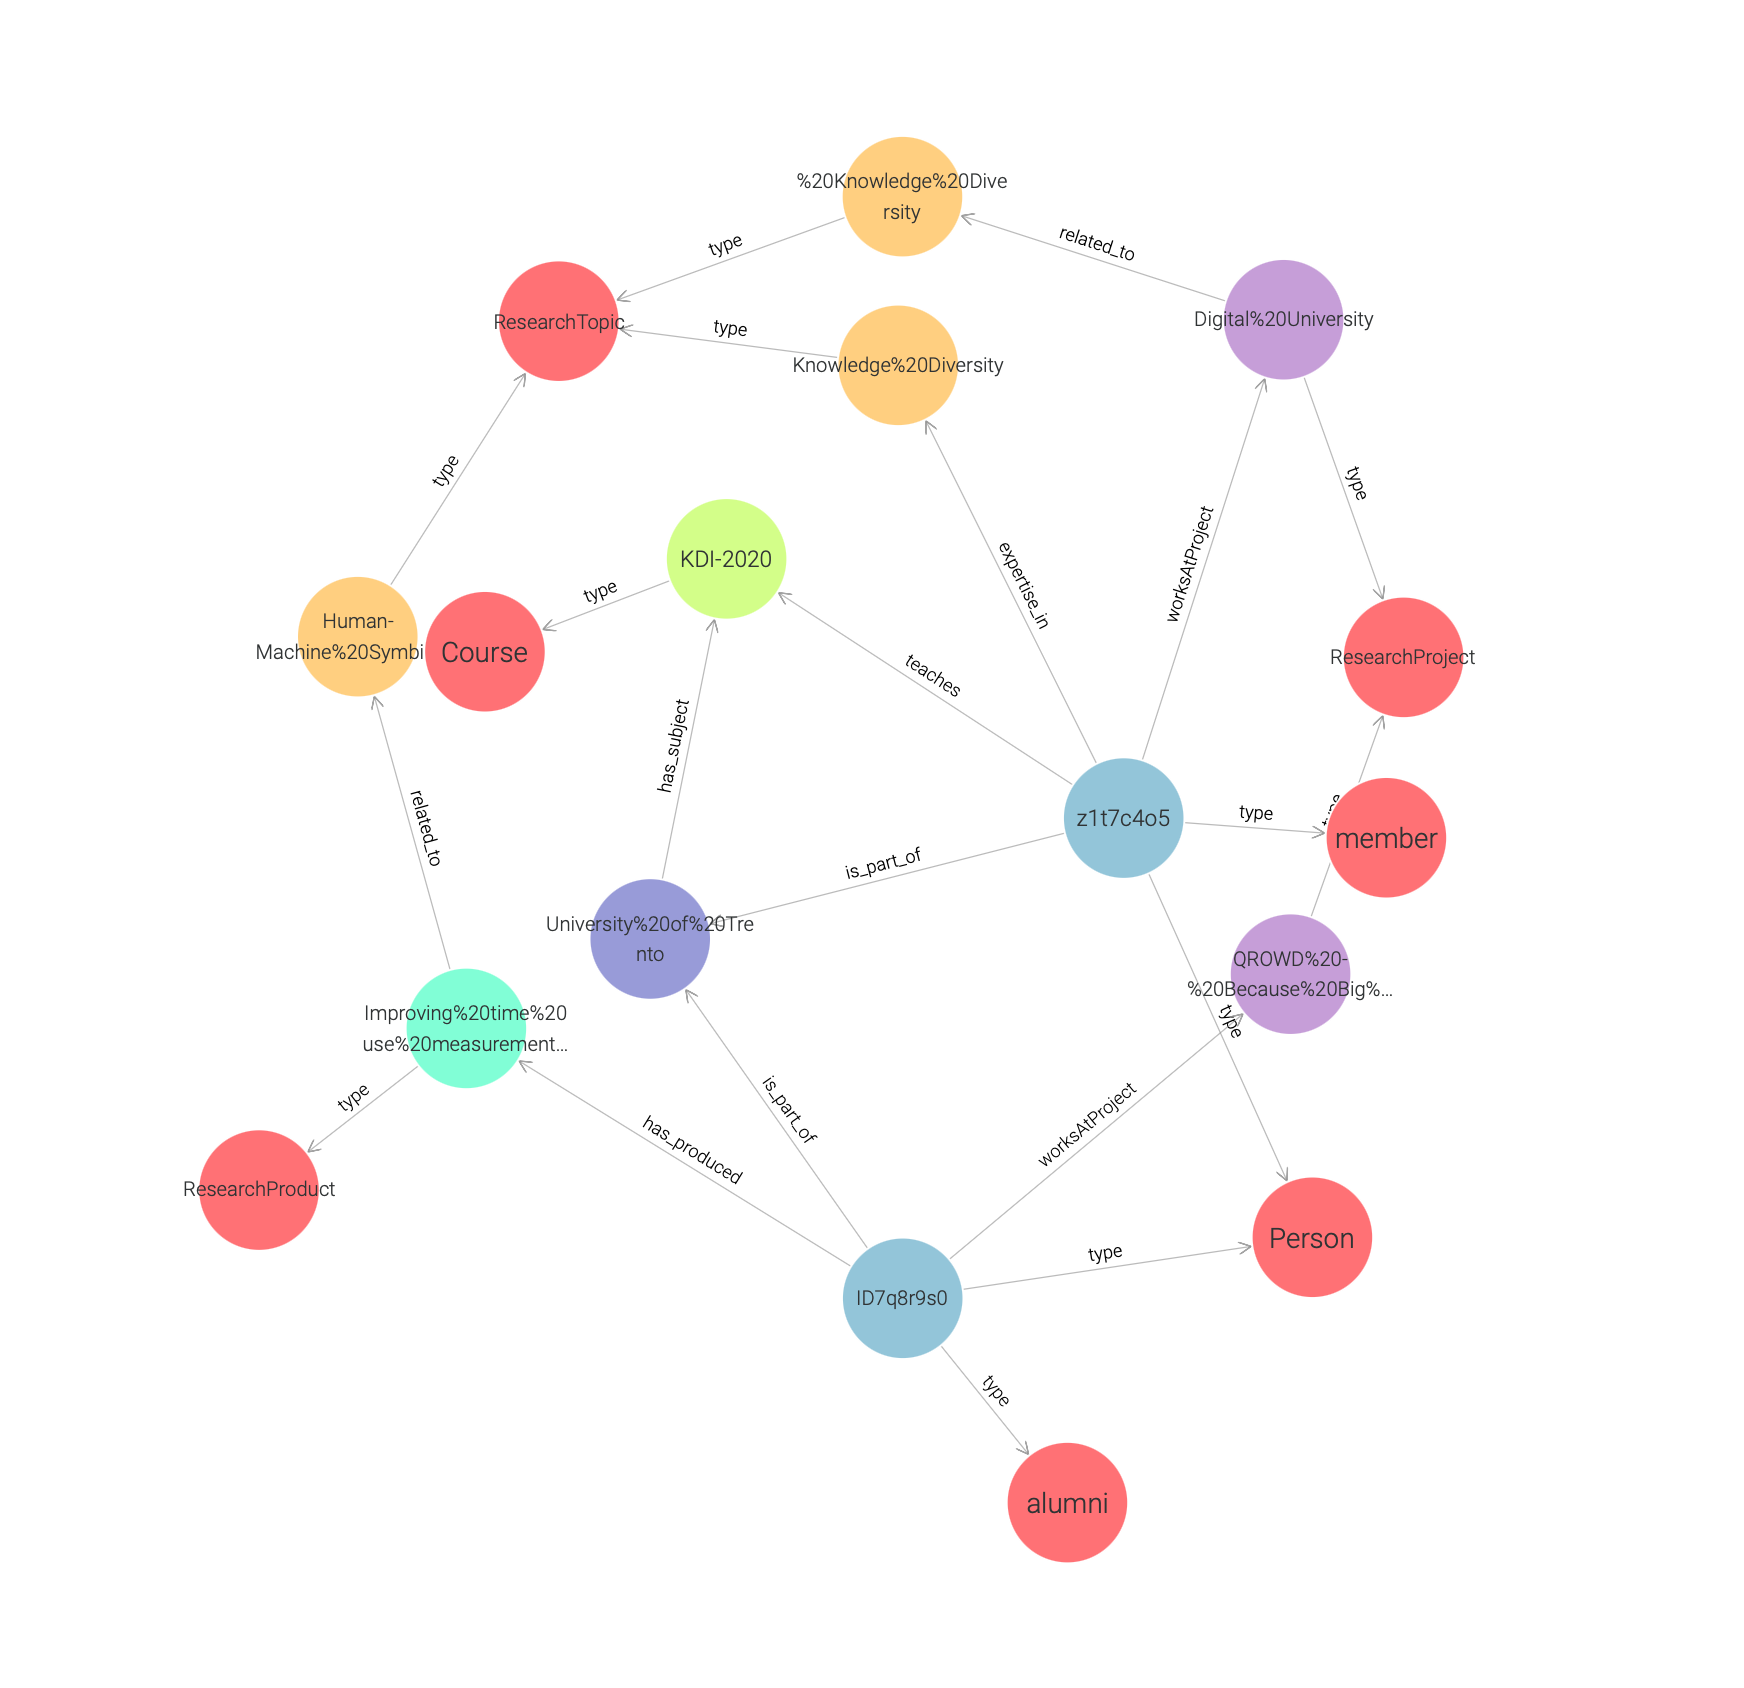 %20Knowledge%20Dive
rsity
related_to
type
ResearchTopic
type
Knowledge%20Diversity
Digital%20University
type
type
KDI-2020
type
expertise_in
worksAtProject
Human-
Machine%20Symbi
Course
teaches
ResearchProject
has_subject
related_to
z1t7c4o5
type
type
member
is_part_of
University%20of%20Tre
nto
QROWD%20-
%20Because%20Big%...
Improving%20time%20
use%20measurement...
type
type
is_part_of
has_produced
worksAtProject
ResearchProduct
Person
type
ID7q8r9s0
type
alumni